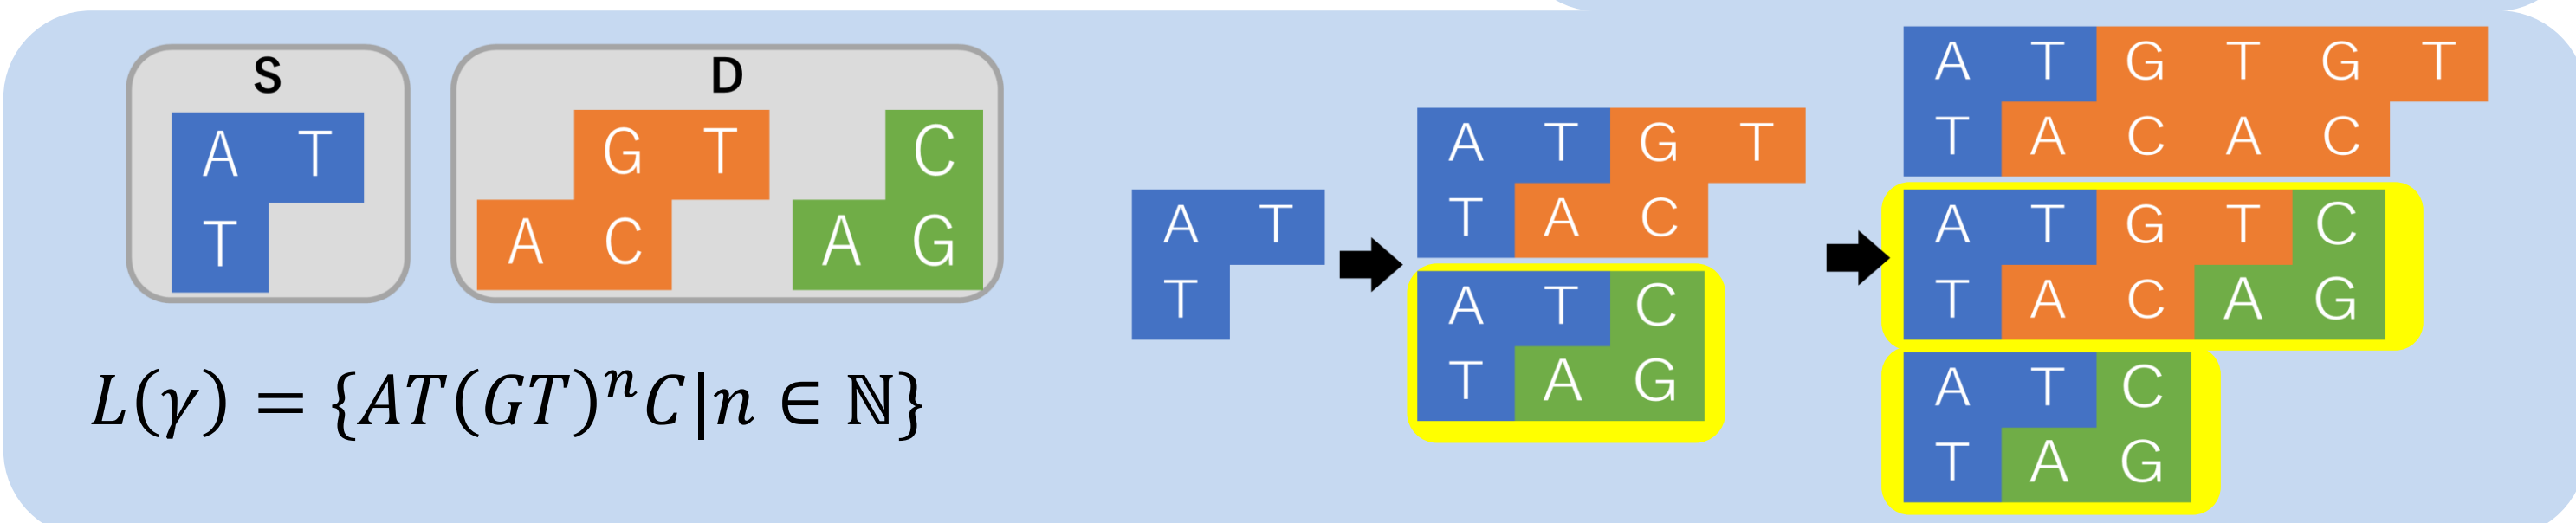 S
A T
T
D
G T
A C
C
A G
L(γ) = {AT(GT)ⁿC|n ∈ ℕ}
A T
T
A T G T
T A C
A T C
T A G
A T G T G T
T A C A C
A T G T C
T A C A G
A T C
T A G